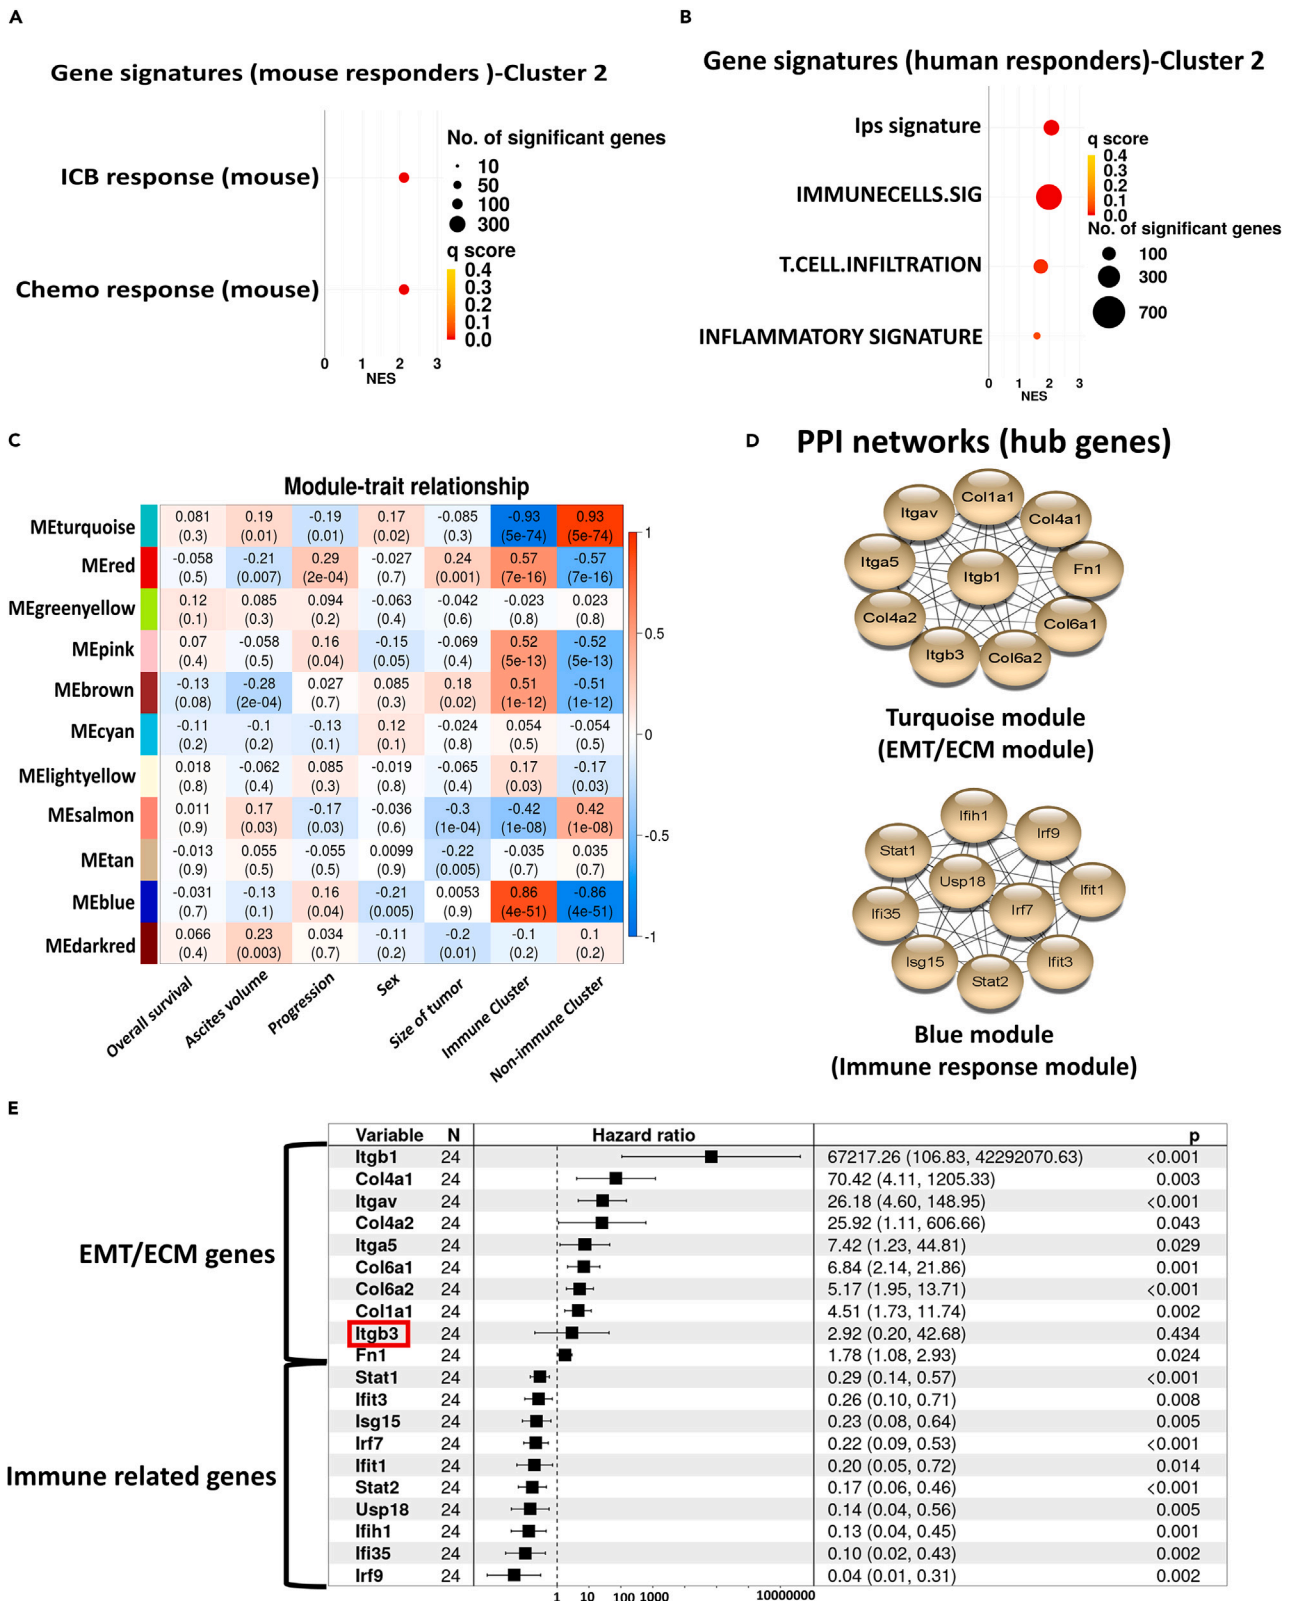 A
Gene signatures (mouse responders )-Cluster 2
ICB response (mouse)
Chemo response (mouse)
0 1 2 3
NES
No. of significant genes
10
50
100
300
q score
0.4
0.3
0.2
0.1
0.0
B
Gene signatures (human responders)-Cluster 2
Ips signature
IMMUNECELLS.SIG
T.CELL.INFILTRATION
INFLAMMATORY SIGNATURE
0 1 2 3
NES
q score
0.4
0.3
0.2
0.1
0.0
No. of significant genes
100
300
700
C
Module-trait relationship
MEturquoise 0.081 0.19 -0.19 0.17 -0.085 -0.93 0.93
(0.3) (0.01) (0.01) (0.02) (0.3) (5e-74) (5e-74)
MEred -0.058 -0.21 0.29 -0.027 0.24 0.57 -0.57
(0.5) (0.007) (2e-04) (0.7) (0.001) (7e-16) (7e-16)
MEgreenyellow 0.12 0.085 0.094 -0.063 -0.042 -0.023 0.023
(0.1) (0.3) (0.2) (0.4) (0.6) (0.8) (0.8)
MEpink 0.07 -0.058 0.16 -0.15 -0.069 0.52 -0.52
(0.4) (0.5) (0.04) (0.05) (0.4) (5e-13) (5e-13)
MEbrown -0.13 -0.28 0.027 0.085 0.18 0.51 -0.51
(0.08) (2e-04) (0.7) (0.3) (0.02) (1e-12) (1e-12)
MEcyan -0.11 -0.1 -0.13 0.12 -0.024 0.054 -0.054
(0.2) (0.2) (0.1) (0.1) (0.8) (0.5) (0.5)
MElightyellow 0.018 -0.062 0.085 -0.019 -0.065 0.17 -0.17
(0.8) (0.4) (0.3) (0.8) (0.4) (0.03) (0.03)
MEsalmon 0.011 0.17 -0.17 -0.036 -0.3 -0.42 0.42
(0.9) (0.03) (0.03) (0.6) (1e-04) (1e-08) (1e-08)
MEtan -0.013 0.055 -0.055 0.0099 -0.22 -0.035 0.035
(0.9) (0.5) (0.5) (0.9) (0.005) (0.7) (0.7)
MEblue -0.031 -0.13 0.16 -0.21 0.0053 0.86 -0.86
(0.7) (0.1) (0.04) (0.005) (0.9) (4e-51) (4e-51)
MEdarkred 0.066 0.23 0.034 -0.11 -0.2 -0.1 0.1
(0.4) (0.003) (0.7) (0.2) (0.01) (0.2) (0.2)
Overall survival
Ascites volume
Progression
Sex
Size of tumor
Immune Cluster
Non-immune Cluster
1
0.5
0
-0.5
-1
D
PPI networks (hub genes)
Col1a1
Itgav
Col4a1
Itga5
Itgb1
Fn1
Col4a2
Col6a1
Itgb3
Col6a2
Turquoise module
(EMT/ECM module)
Ifih1
Irf9
Stat1
Usp18
Ifit1
Ifi35
Irf7
Isg15
Ifit3
Stat2
Blue module
(Immune response module)
E
EMT/ECM genes
Immune related genes
Variable N Hazard ratio p
Itgb1 24 67217.26 (106.83, 42292070.63) <0.001
Col4a1 24 70.42 (4.11, 1205.33) 0.003
Itgav 24 26.18 (4.60, 148.95) <0.001
Col4a2 24 25.92 (1.11, 606.66) 0.043
Itga5 24 7.42 (1.23, 44.81) 0.029
Col6a1 24 6.84 (2.14, 21.86) 0.001
Col6a2 24 5.17 (1.95, 13.71) <0.001
Col1a1 24 4.51 (1.73, 11.74) 0.002
Itgb3 24 2.92 (0.20, 42.68) 0.434
Fn1 24 1.78 (1.08, 2.93) 0.024
Stat1 24 0.29 (0.14, 0.57) <0.001
Ifit3 24 0.26 (0.10, 0.71) 0.008
Isg15 24 0.23 (0.08, 0.64) 0.005
Irf7 24 0.22 (0.09, 0.53) <0.001
Ifit1 24 0.20 (0.05, 0.72) 0.014
Stat2 24 0.17 (0.06, 0.46) <0.001
Usp18 24 0.14 (0.04, 0.56) 0.005
Ifih1 24 0.13 (0.04, 0.45) 0.001
Ifi35 24 0.10 (0.02, 0.43) 0.002
Irf9 24 0.04 (0.01, 0.31) 0.002
1 10 100 1000 10000000